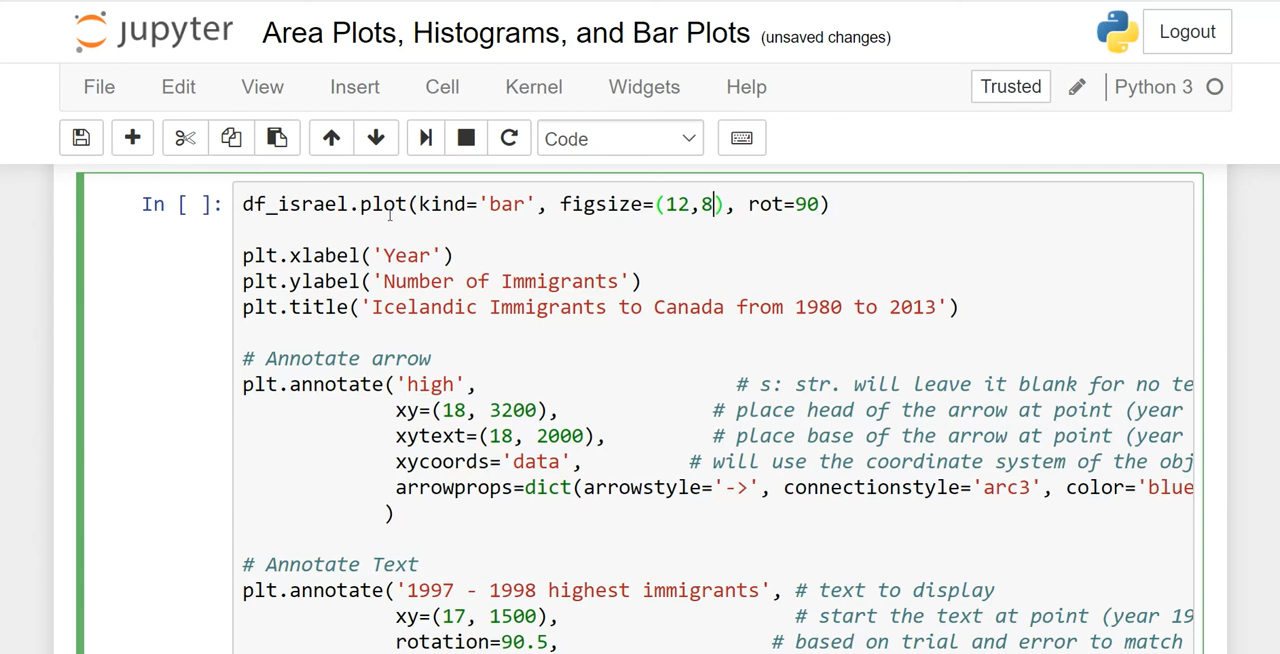 jupyter Area Plots, Histograms, and Bar Plots (unsaved changes) Logout
File Edit View Insert Cell Kernel Widgets Help Trusted Python 3
Code
In [ ]: df_israel.plot(kind='bar', figsize=(12,8), rot=90)
plt.xlabel('Year')
plt.ylabel('Number of Immigrants')
plt.title('Icelandic Immigrants to Canada from 1980 to 2013')
# Annotate arrow
plt.annotate('high', # s: str. will leave it blank for no te
xy=(18, 3200), # place head of the arrow at point (year
xytext=(18, 2000), # place base of the arrow at point (year
xycoords='data', # will use the coordinate system of the obj
arrowprops=dict(arrowstyle='->', connectionstyle='arc3', color='blue
)
# Annotate Text
plt.annotate('1997 - 1998 highest immigrants', # text to display
xy=(17, 1500), # start the text at point (year 19
rotation=90.5, # based on trial and error to match